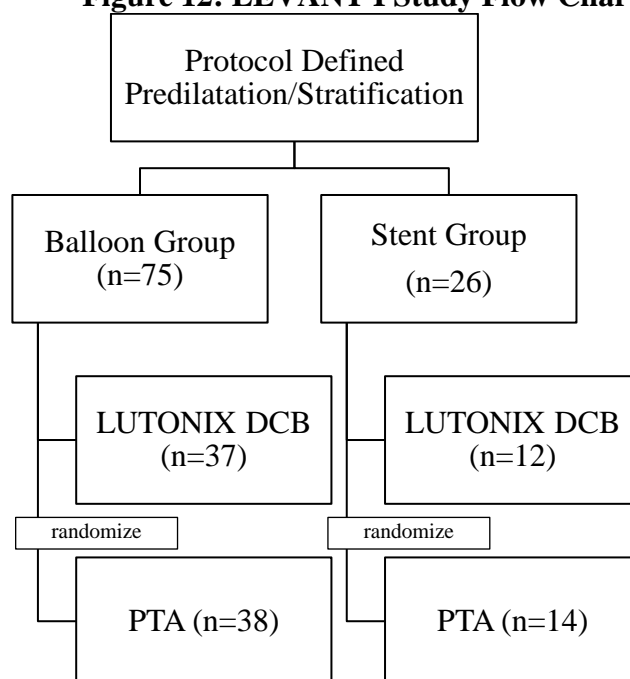 Figure 12: LEVANT I Study Flow Char
Protocol Defined
Predilatation/Stratification
Balloon Group
(n=75)
Stent Group
(n=26)
LUTONIX DCB
(n=37)
LUTONIX DCB
(n=12)
randomize
randomize
PTA (n=38)
PTA (n=14)